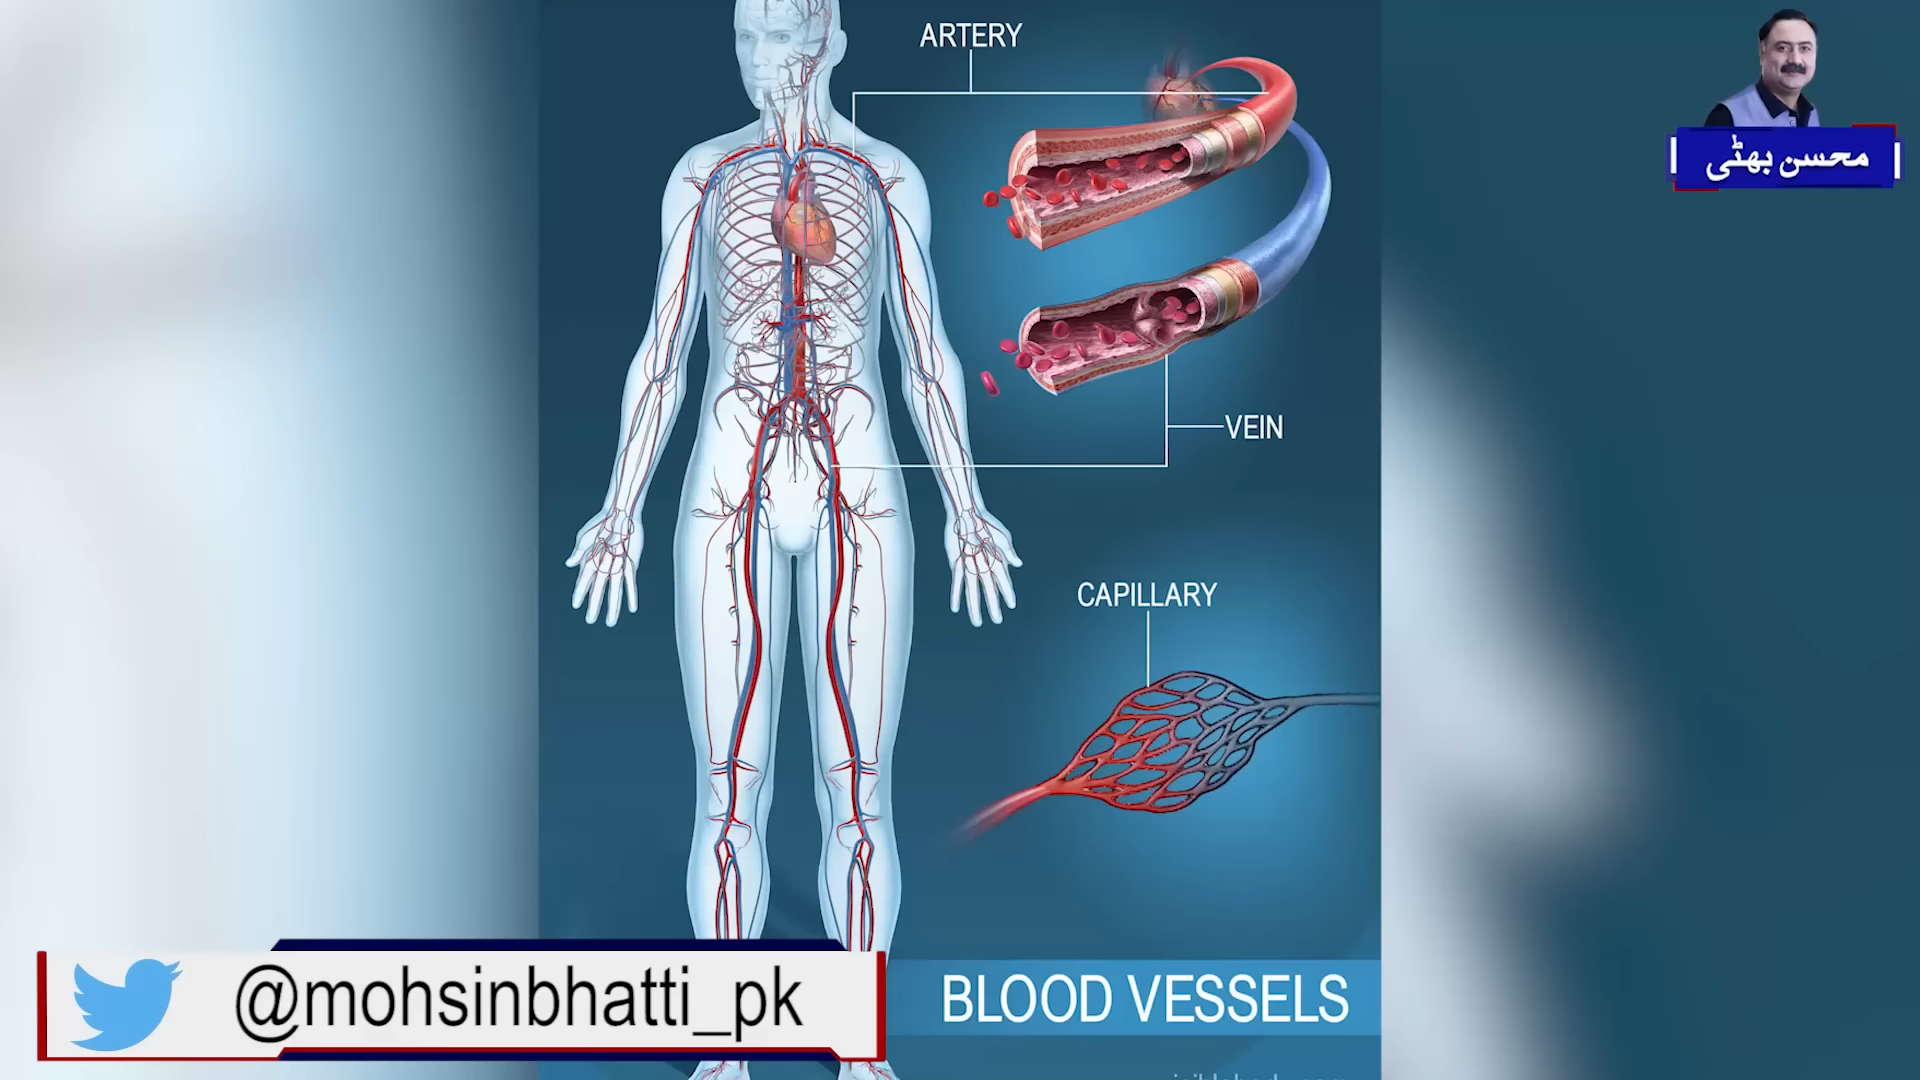 ARTERY
محسن بھٹی
VEIN
CAPILLARY
@mohsinbhatti_pk
BLOOD VESSELS